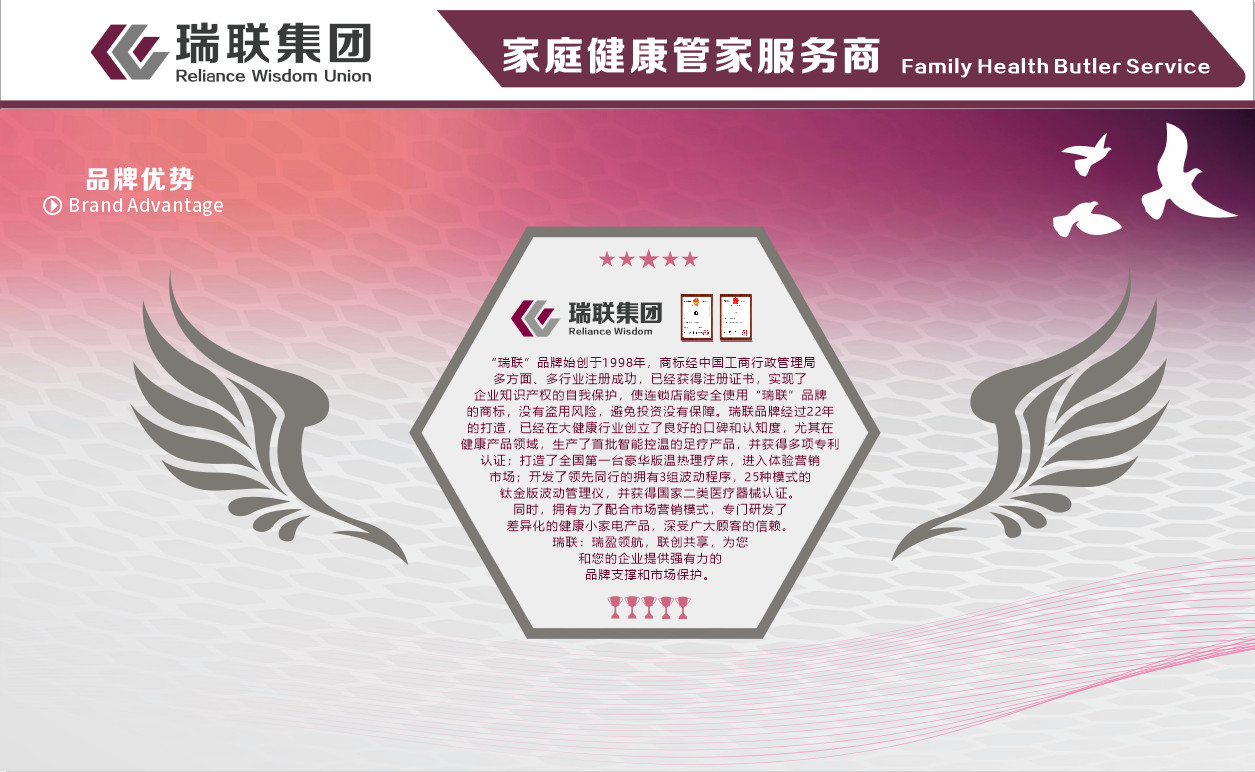 瑞联集团
Reliance Wisdom Union
家庭健康管家服务商 Family Health Butler Service
品牌优势
Brand Advantage
瑞联集团
Reliance Wisdom
“瑞联”品牌始创于1998年，商标经中国工商行政管理局
多方面、多行业注册成功，已经获得注册证书，实现了
企业知识产权的自我保护，使连锁店能安全使用“瑞联”品牌
的商标，没有盗用风险，避免投资没有保障。瑞联品牌经过22年
的打造，已经在大健康行业创立了良好的口碑和认知度，尤其在
健康产品领域，生产了首批智能控温的足疗产品，并获得多项专利
认证；打造了全国第一台豪华版温热理疗床，进入体验营销
市场；开发了领先同行的拥有3组波动程序，25种模式的
钛金版波动管理仪，并获得国家二类医疗器械认证。
同时，拥有为了配合市场营销模式，专门研发了
差异化的健康小家电产品，深受广大顾客的信赖。
瑞联：瑞盈领航，联创共享，为您
和您的企业提供强有力的
品牌支撑和市场保护。